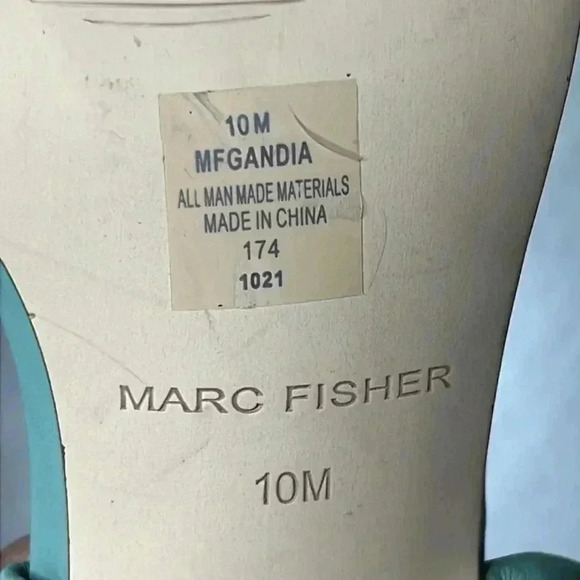 10M
MFGANDIA
ALL MAN MADE MATERIALS
MADE IN CHINA
174
1021
MARC FISHER
10M